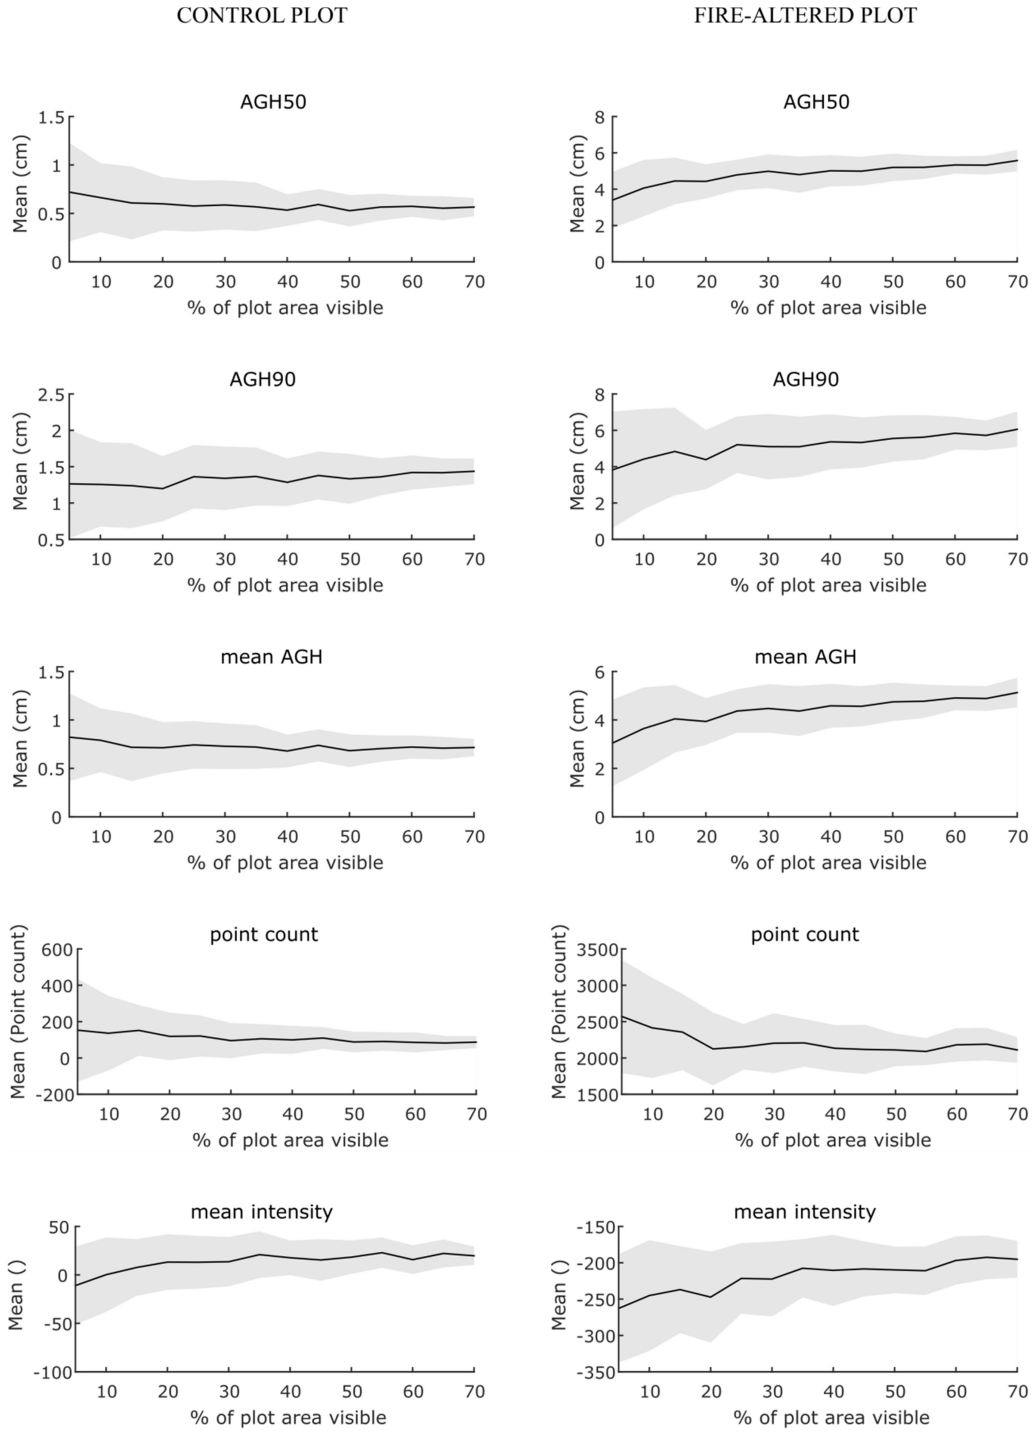 CONTROL PLOT
FIRE-ALTERED PLOT
AGH50
Mean (cm)
1.5
1
0.5
0
10 20 30 40 50 60 70
% of plot area visible
AGH50
Mean (cm)
8
6
4
2
0
10 20 30 40 50 60 70
% of plot area visible
AGH90
Mean (cm)
2.5
2
1.5
1
0.5
10 20 30 40 50 60 70
% of plot area visible
AGH90
Mean (cm)
8
6
4
2
0
10 20 30 40 50 60 70
% of plot area visible
mean AGH
Mean (cm)
1.5
1
0.5
0
10 20 30 40 50 60 70
% of plot area visible
mean AGH
Mean (cm)
6
4
2
0
10 20 30 40 50 60 70
% of plot area visible
point count
Mean (Point count)
600
400
200
0
-200
10 20 30 40 50 60 70
% of plot area visible
point count
Mean (Point count)
3500
3000
2500
2000
1500
10 20 30 40 50 60 70
% of plot area visible
mean intensity
Mean ()
50
0
-50
-100
10 20 30 40 50 60 70
% of plot area visible
mean intensity
Mean ()
-150
-200
-250
-300
-350
10 20 30 40 50 60 70
% of plot area visible